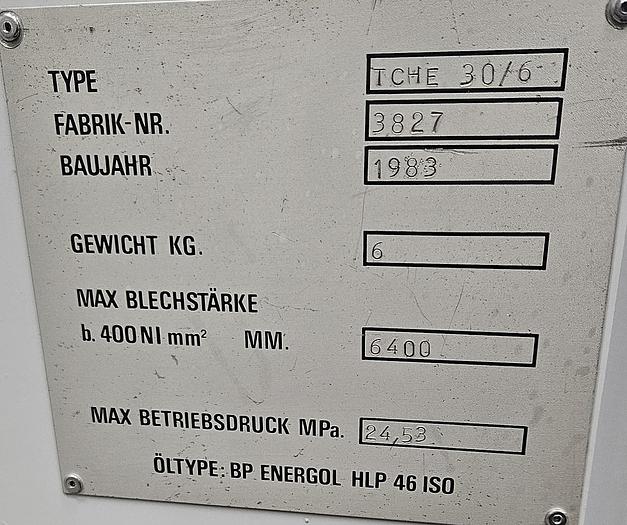 TYPE TCHE 30/6
FABRIK-NR. 3827
BAUJAHR 1983
GEWICHT KG. 6
MAX BLECHSTÄRKE
b. 400 NI mm² MM. 6400
MAX BETRIEBSDRUCK MPa. 24,53
ÖLTYPE: BP ENERGOL HLP 46 ISO